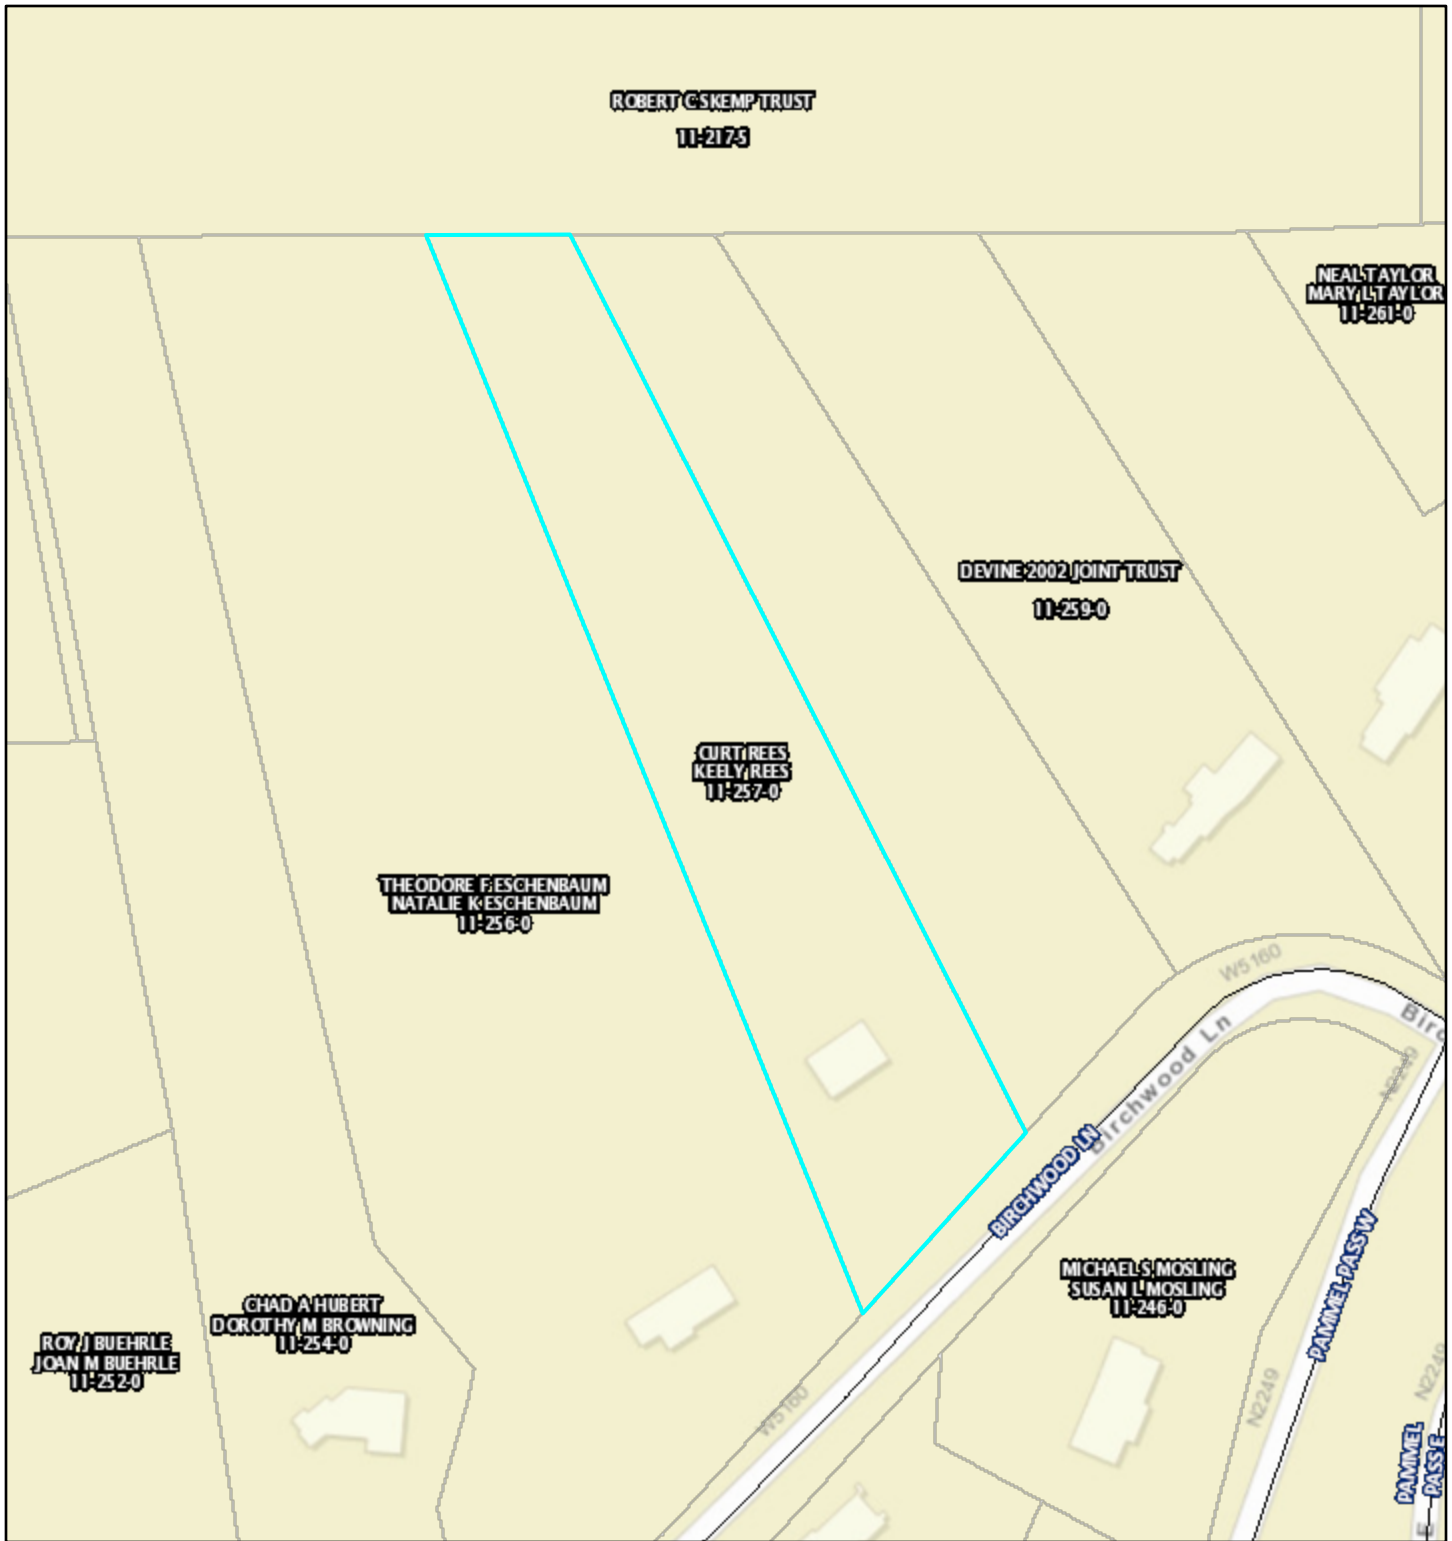 ROBERT C SKEMP TRUST
11-217-5
NEAL TAYLOR
MARY L TAYLOR
11-261-0
DEVINE 2002 JOINT TRUST
11-259-0
CURT REES
KEELY REES
11-257-0
THEODORE F ESCHENBAUM
NATALIE K ESCHENBAUM
11-256-0
W5160
Birchwood Ln
Birc
N2249
BIRCHWOOD LN
MICHAEL S MOSLING
SUSAN L MOSLING
11-246-0
PAMMEL PASS W
CHAD A HUBERT
DOROTHY M BROWNING
11-254-0
ROY J BUEHRLE
JOAN M BUEHRLE
11-252-0
W5160
N2249
N2249
PAMMEL
PASS E
E